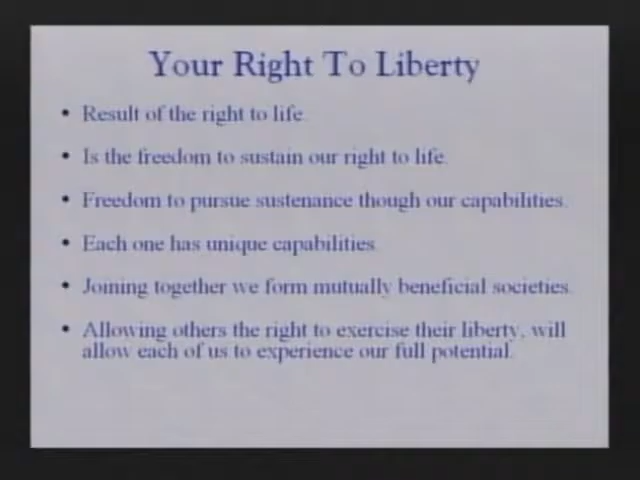 Your Right To Liberty
• Result of the right to life.
• Is the freedom to sustain our right to life.
• Freedom to pursue sustenance though our capabilities.
• Each one has unique capabilities.
• Joining together we form mutually beneficial societies.
• Allowing others the right to exercise their liberty, will
allow each of us to experience our full potential.